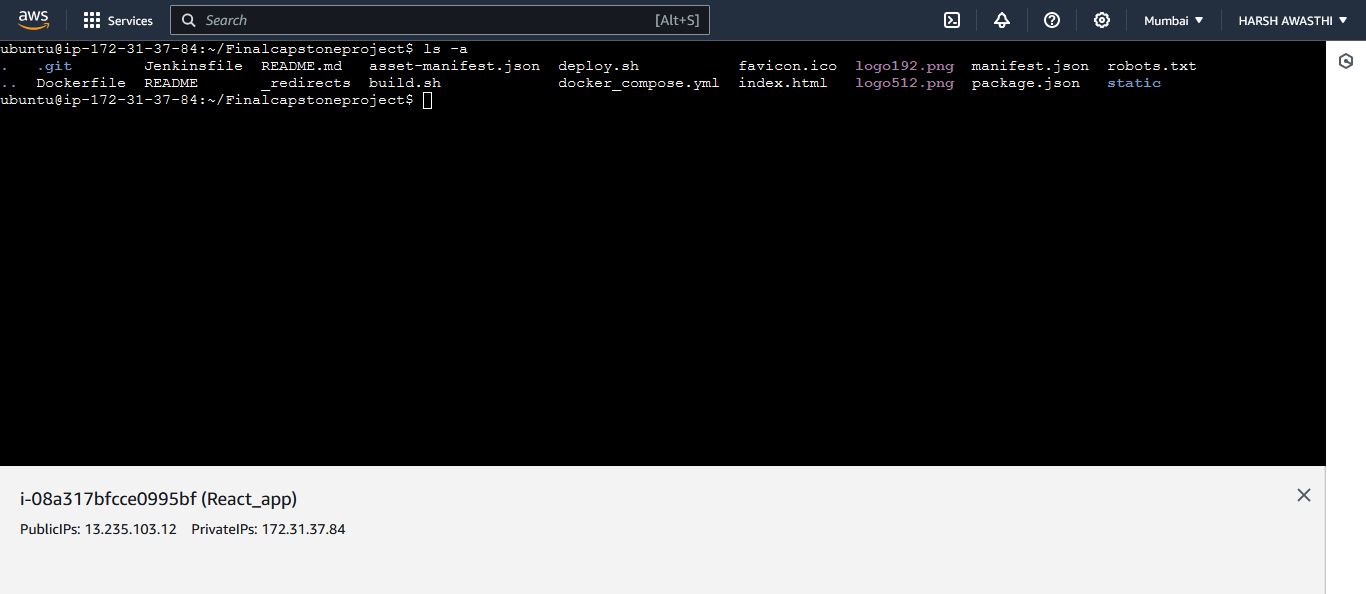 aws Services Search [Alt+S] Mumbai HARSH AWASTHI
ubuntu@ip-172-31-37-84:~/Finalcapstoneproject$ ls -a
. .git Jenkinsfile README.md asset-manifest.json deploy.sh favicon.ico logo192.png manifest.json robots.txt
.. Dockerfile README _redirects build.sh docker_compose.yml index.html logo512.png package.json static
ubuntu@ip-172-31-37-84:~/Finalcapstoneproject$
i-08a317bfcce0995bf (React_app)
PublicIPs: 13.235.103.12 PrivateIPs: 172.31.37.84